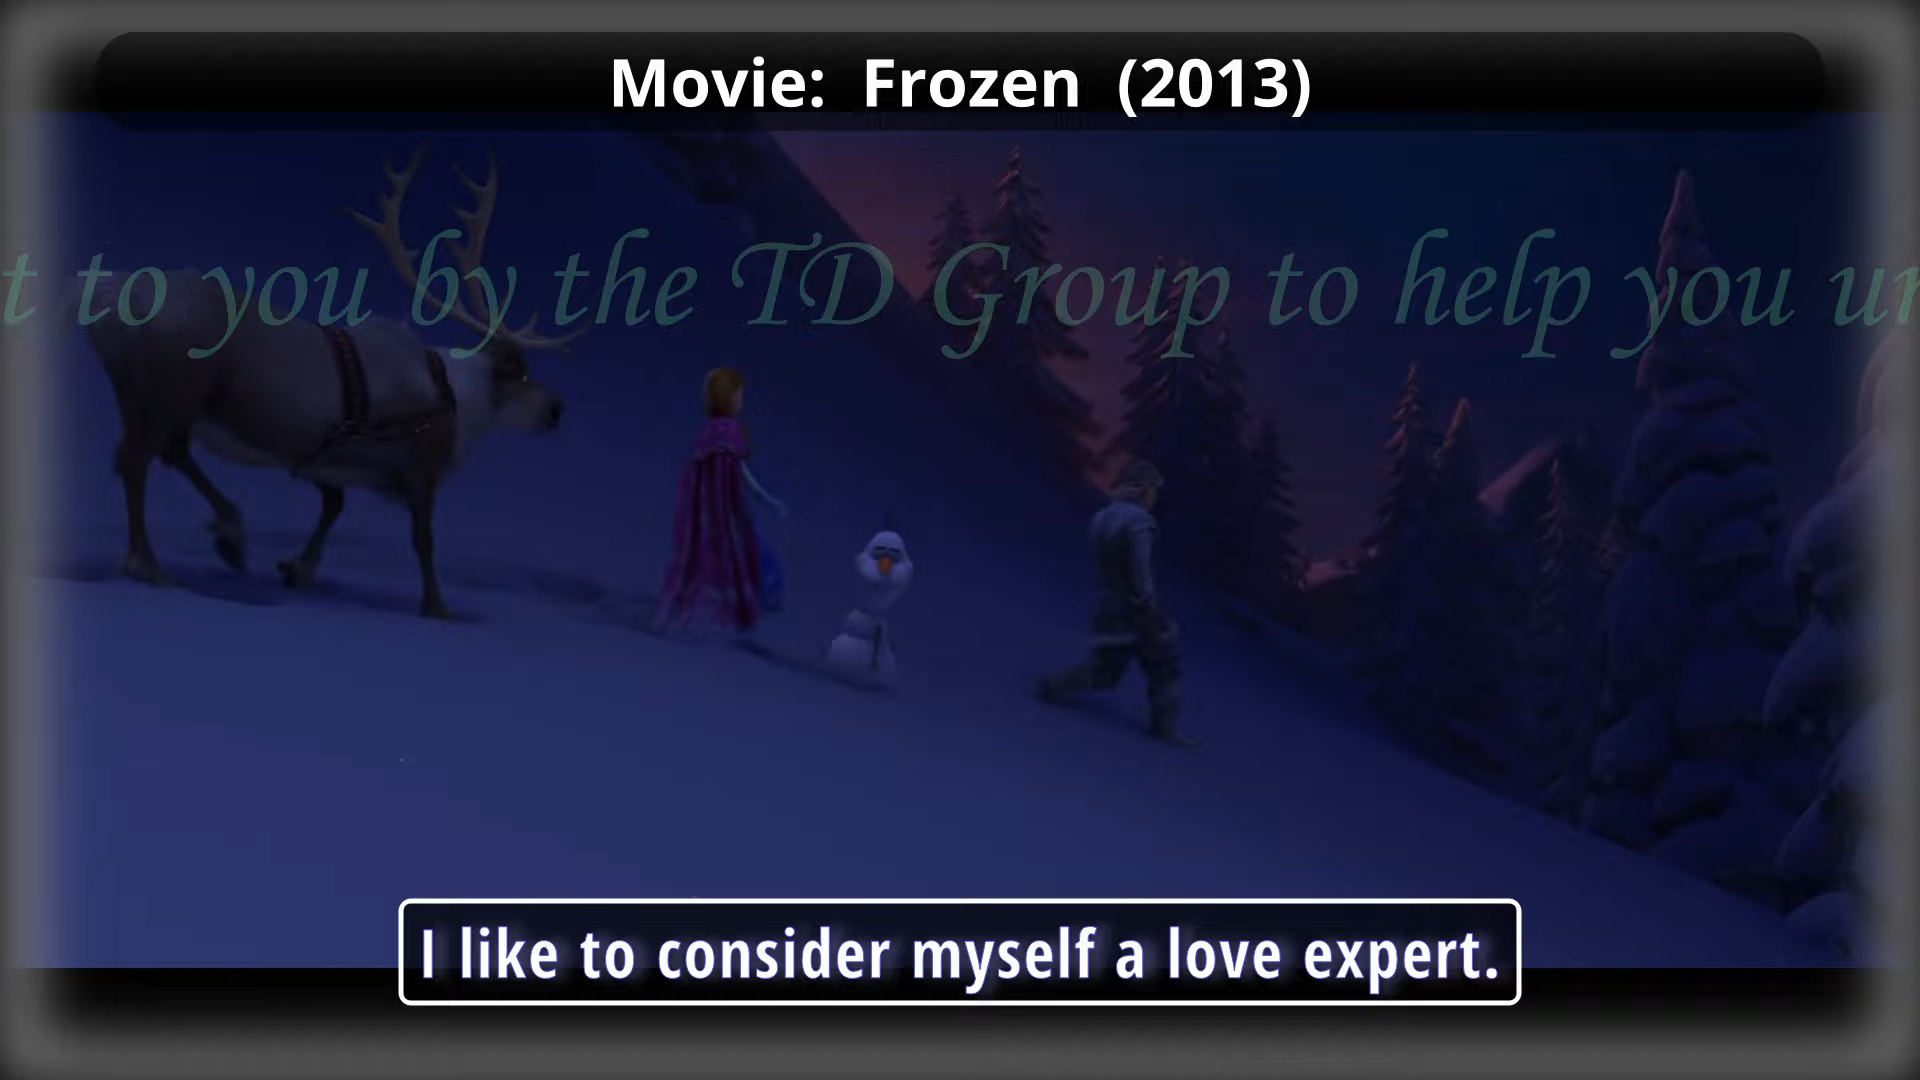 Movie: Frozen (2013)
to you by the TD Group to help you
I like to consider myself a love expert.